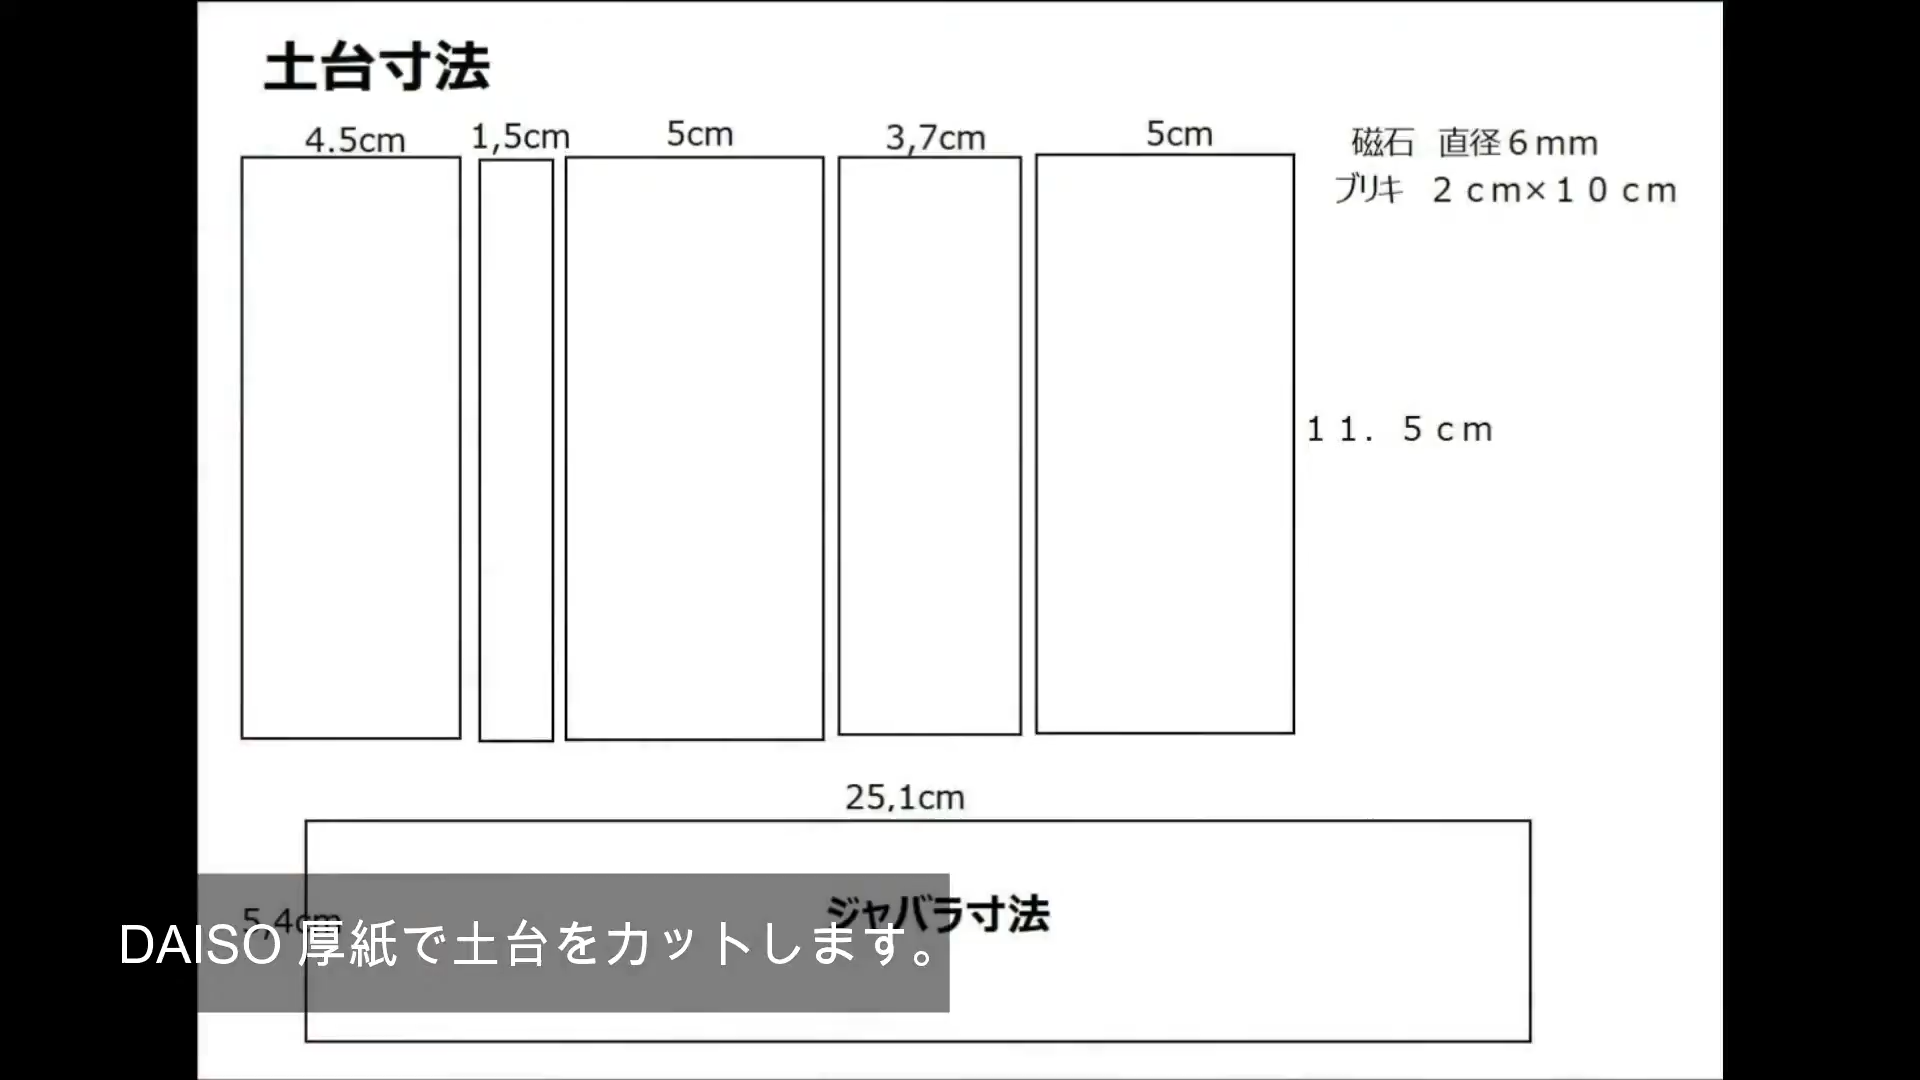 土台寸法
4.5cm
1,5cm
5cm
3,7cm
5cm
磁石　直径６mm
ブリキ　２ｃｍ×１０ｃｍ
１１．５ｃｍ
25,1cm
5,4cm
ジャバラ寸法
DAISO 厚紙で土台をカットします。